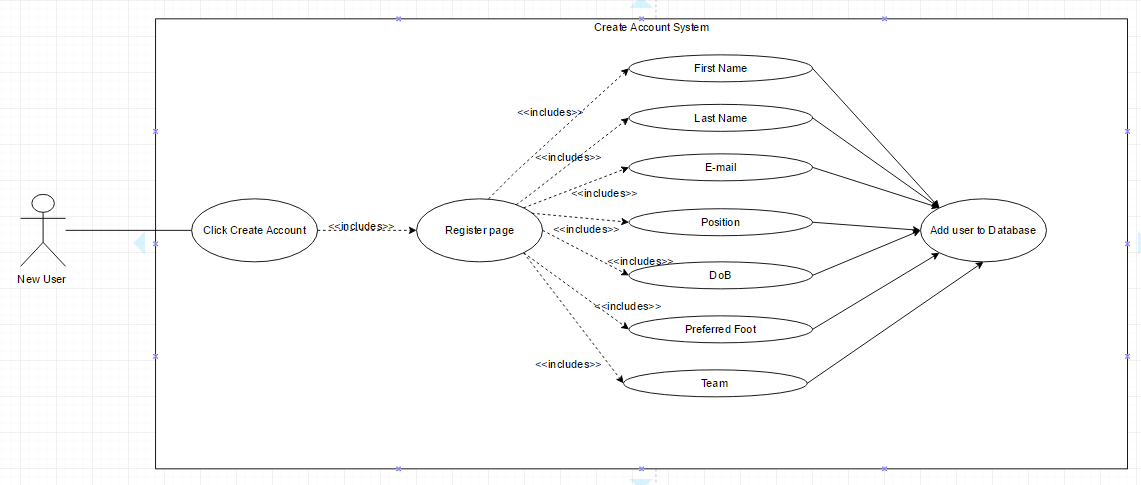 Create Account System
First Name
<<includes>>
Last Name
<<includes>>
E-mail
<<includes>>
Position
<<includes>>
Click Create Account
<<includes>>
Register page
Add user to Database
<<includes>>
DoB
New User
<<includes>>
Preferred Foot
<<includes>>
Team